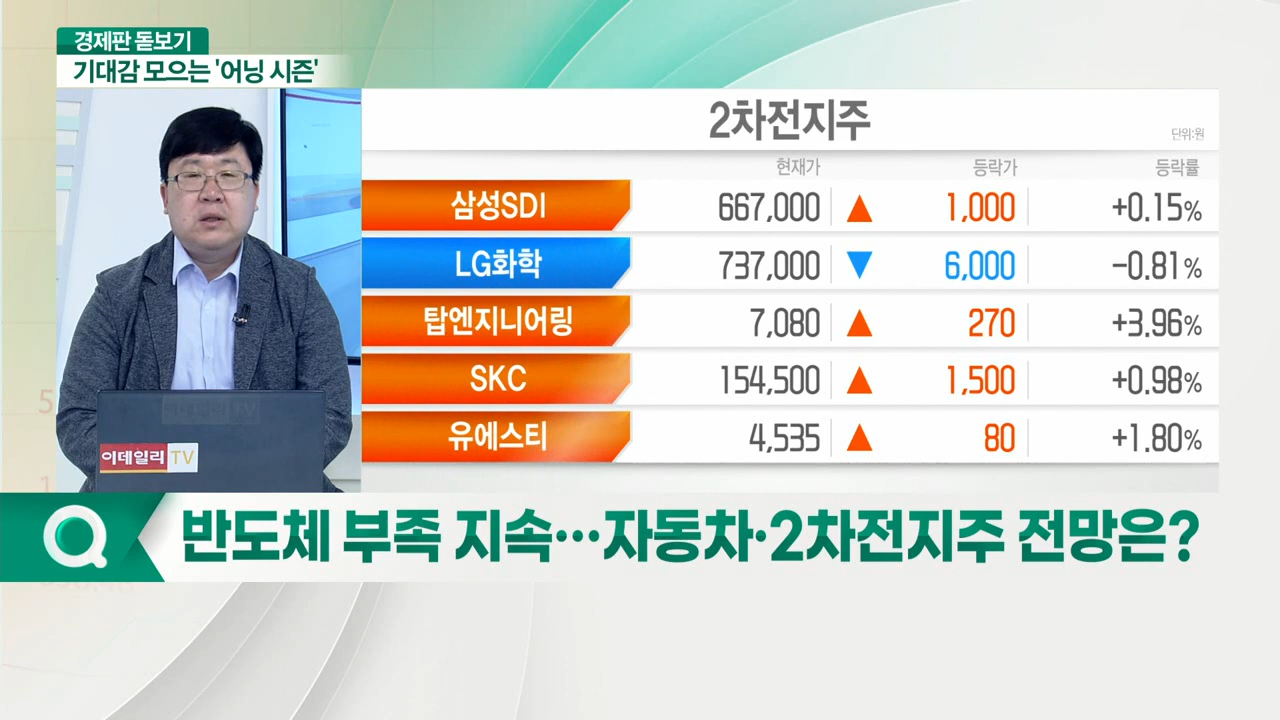 경제판 돋보기
기대감 모으는 '어닝 시즌'
2차전지주
단위:원
현재가 등락가 등락률
삼성SDI 667,000 ▲ 1,000 +0.15%
LG화학 737,000 ▼ 6,000 -0.81%
탑엔지니어링 7,080 ▲ 270 +3.96%
SKC 154,500 ▲ 1,500 +0.98%
유에스티 4,535 ▲ 80 +1.80%
이데일리 TV
이데일리TV
Q 반도체 부족 지속…자동차·2차전지주 전망은?